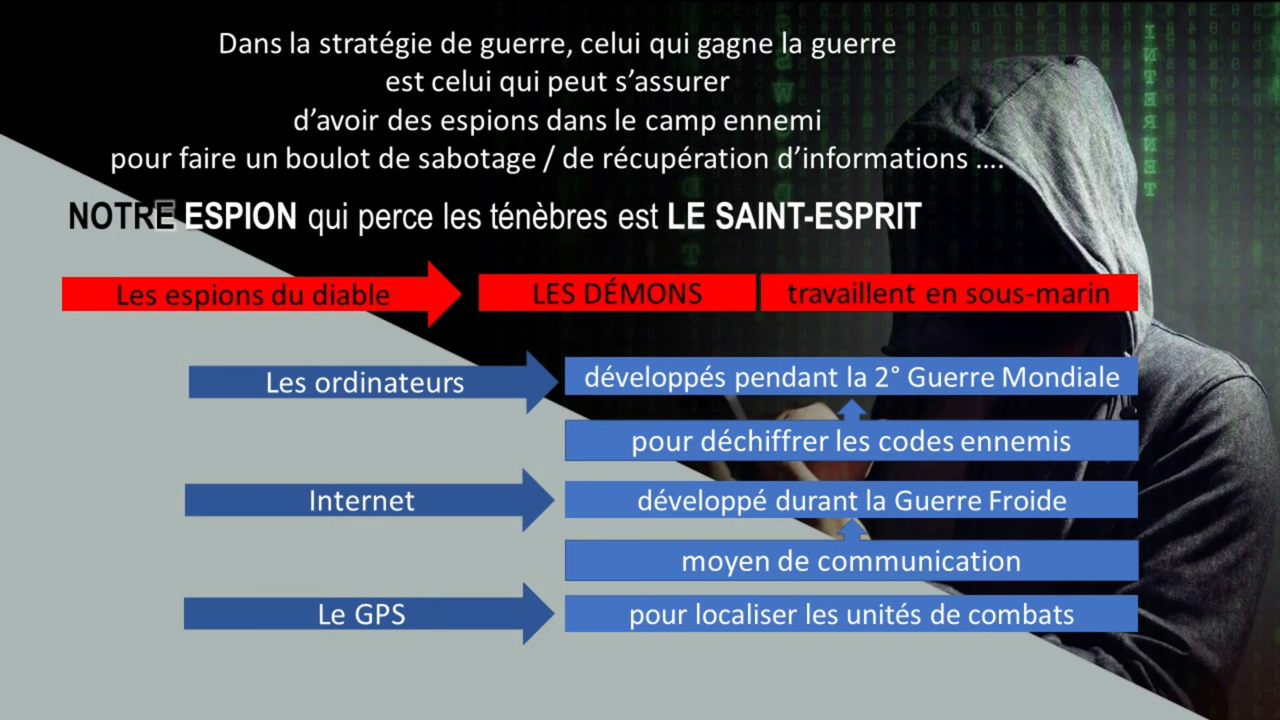 Dans la stratégie de guerre, celui qui gagne la guerre
est celui qui peut s’assurer
d’avoir des espions dans le camp ennemi
pour faire un boulot de sabotage / de récupération d’informations ....
NOTRE ESPION qui perce les ténèbres est LE SAINT-ESPRIT
Les espions du diable LES DÉMONS travaillent en sous-marin
Les ordinateurs développés pendant la 2° Guerre Mondiale
pour déchiffrer les codes ennemis
Internet développé durant la Guerre Froide
moyen de communication
Le GPS pour localiser les unités de combats
INTERNET